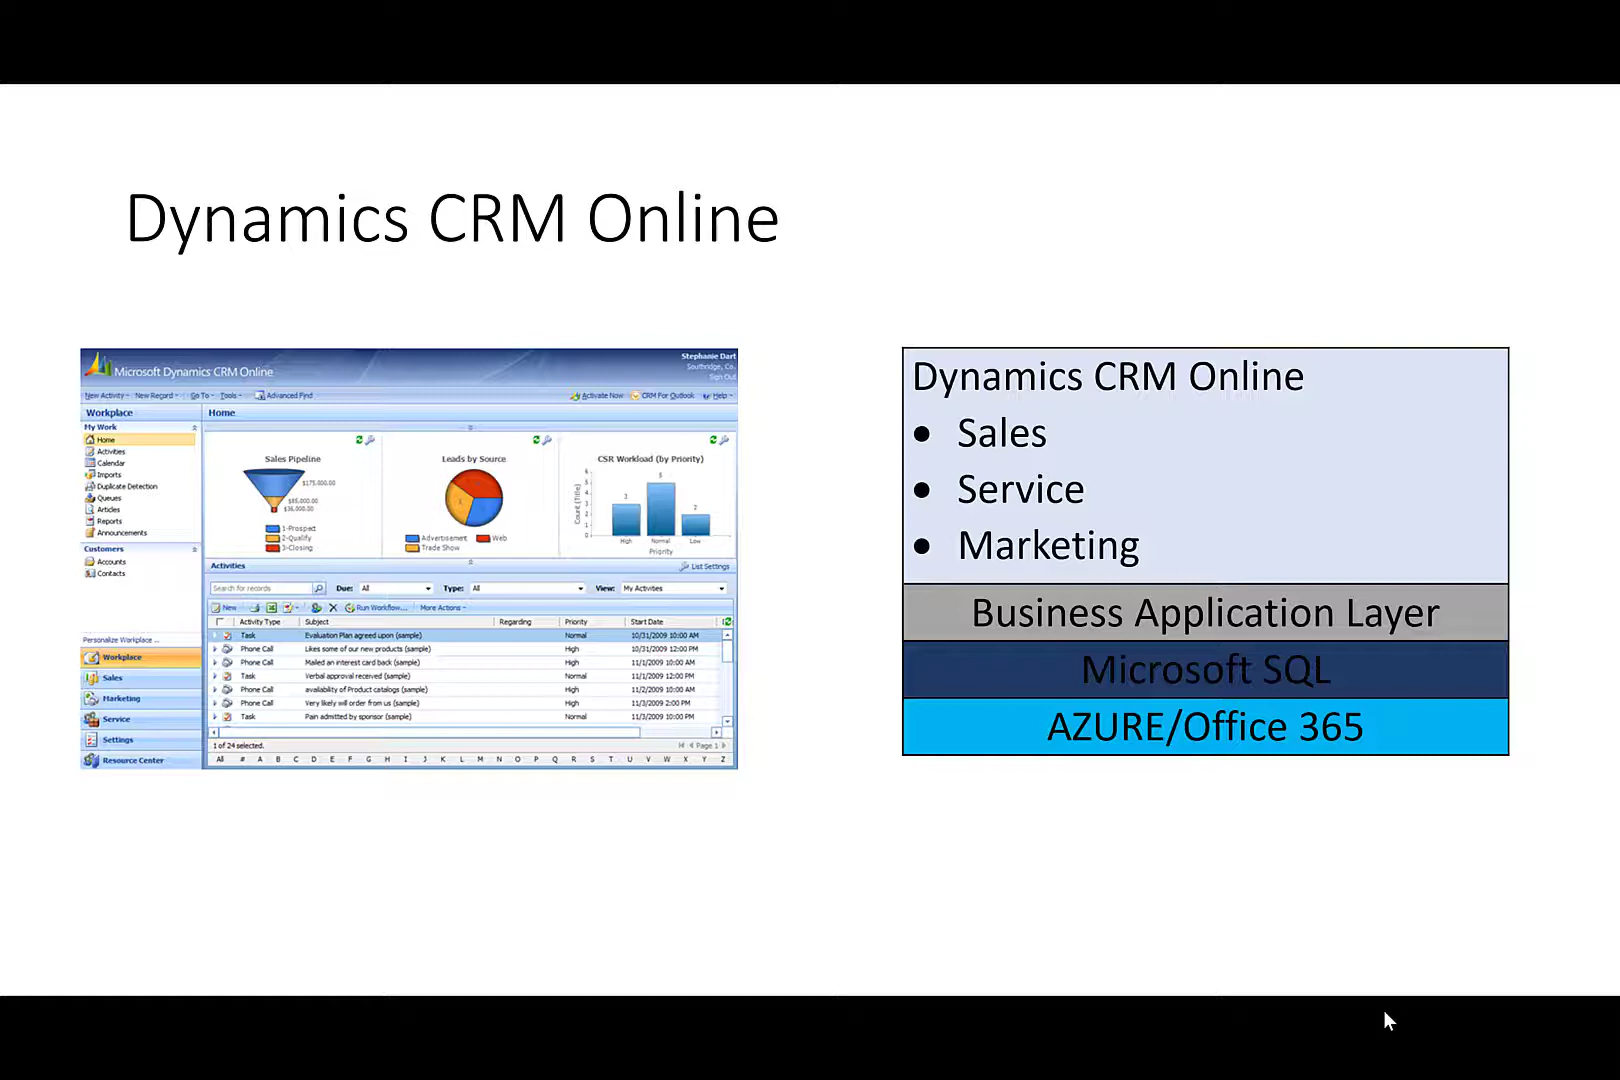 Dynamics CRM Online
Microsoft Dynamics CRM Online
Stephanie Dart
Southridge, Co.
Sign Out
New Activity New Record Go To Tools Advanced Find
Activate Now CRM For Outlook Help
Workplace
Home
My Work
Home
Activities
Calendar
Imports
Duplicate Detection
Queues
Articles
Reports
Announcements
Customers
Accounts
Contacts
Personalize Workplace ...
Workplace
Sales
Marketing
Service
Settings
Resource Center
Sales Pipeline
$175,000.00
$85,000.00
$36,000.00
1-Prospect
2-Qualify
3-Closing
Leads by Source
Advertisement Web
Trade Show
CSR Workload (by Priority)
Count (Title)
6
5
4
3
2
1
0
3 5 2
High Normal Low
Priority
Activities
List Settings
Search for records Due: All Type: All View: My Activities
New Run Workflow... More Actions
Activity Type Subject Regarding Priority Start Date
Task Evaluation Plan agreed upon (sample) Normal 10/31/2009 10:00 AM
Phone Call Likes some of our new products (sample) High 10/31/2009 12:00 PM
Phone Call Mailed an interest card back (sample) High 11/1/2009 10:00 AM
Task Verbal approval received (sample) Normal 11/1/2009 12:00 PM
Phone Call availability of Product catalogs (sample) High 11/2/2009 10:00 AM
Phone Call Very likely will order from us (sample) High 11/3/2009 2:00 PM
Task Pain admitted by sponsor (sample) Normal 11/3/2009 10:00 PM
1 of 24 selected. Page 1
All # A B C D E F G H I J K L M N O P Q R S T U V W X Y Z
Dynamics CRM Online
• Sales
• Service
• Marketing
Business Application Layer
Microsoft SQL
AZURE/Office 365